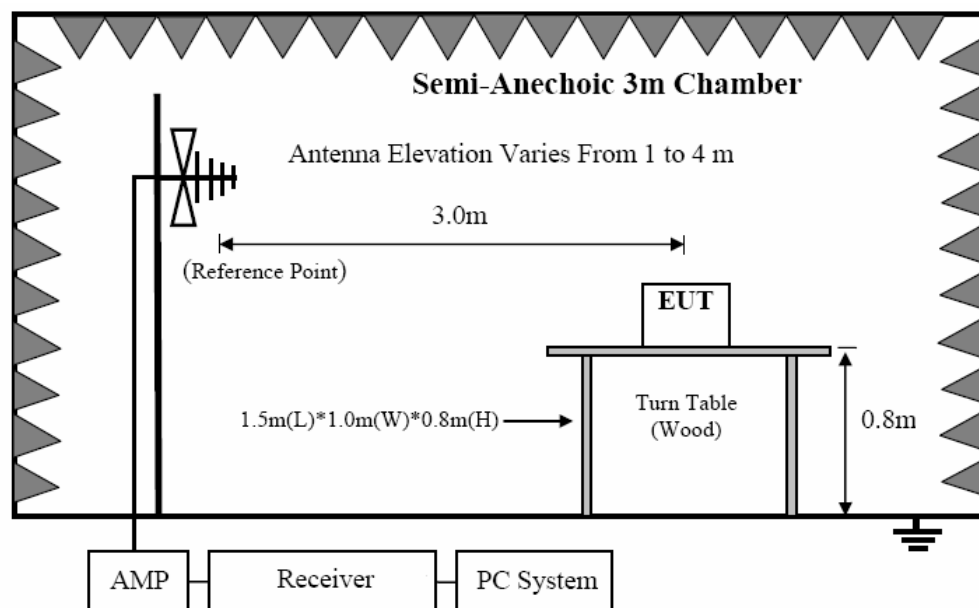 Semi-Anechoic 3m Chamber
Antenna Elevation Varies From 1 to 4 m
3.0m
(Reference Point)
EUT
1.5m(L)*1.0m(W)*0.8m(H)
Turn Table
(Wood)
0.8m
AMP
Receiver
PC System